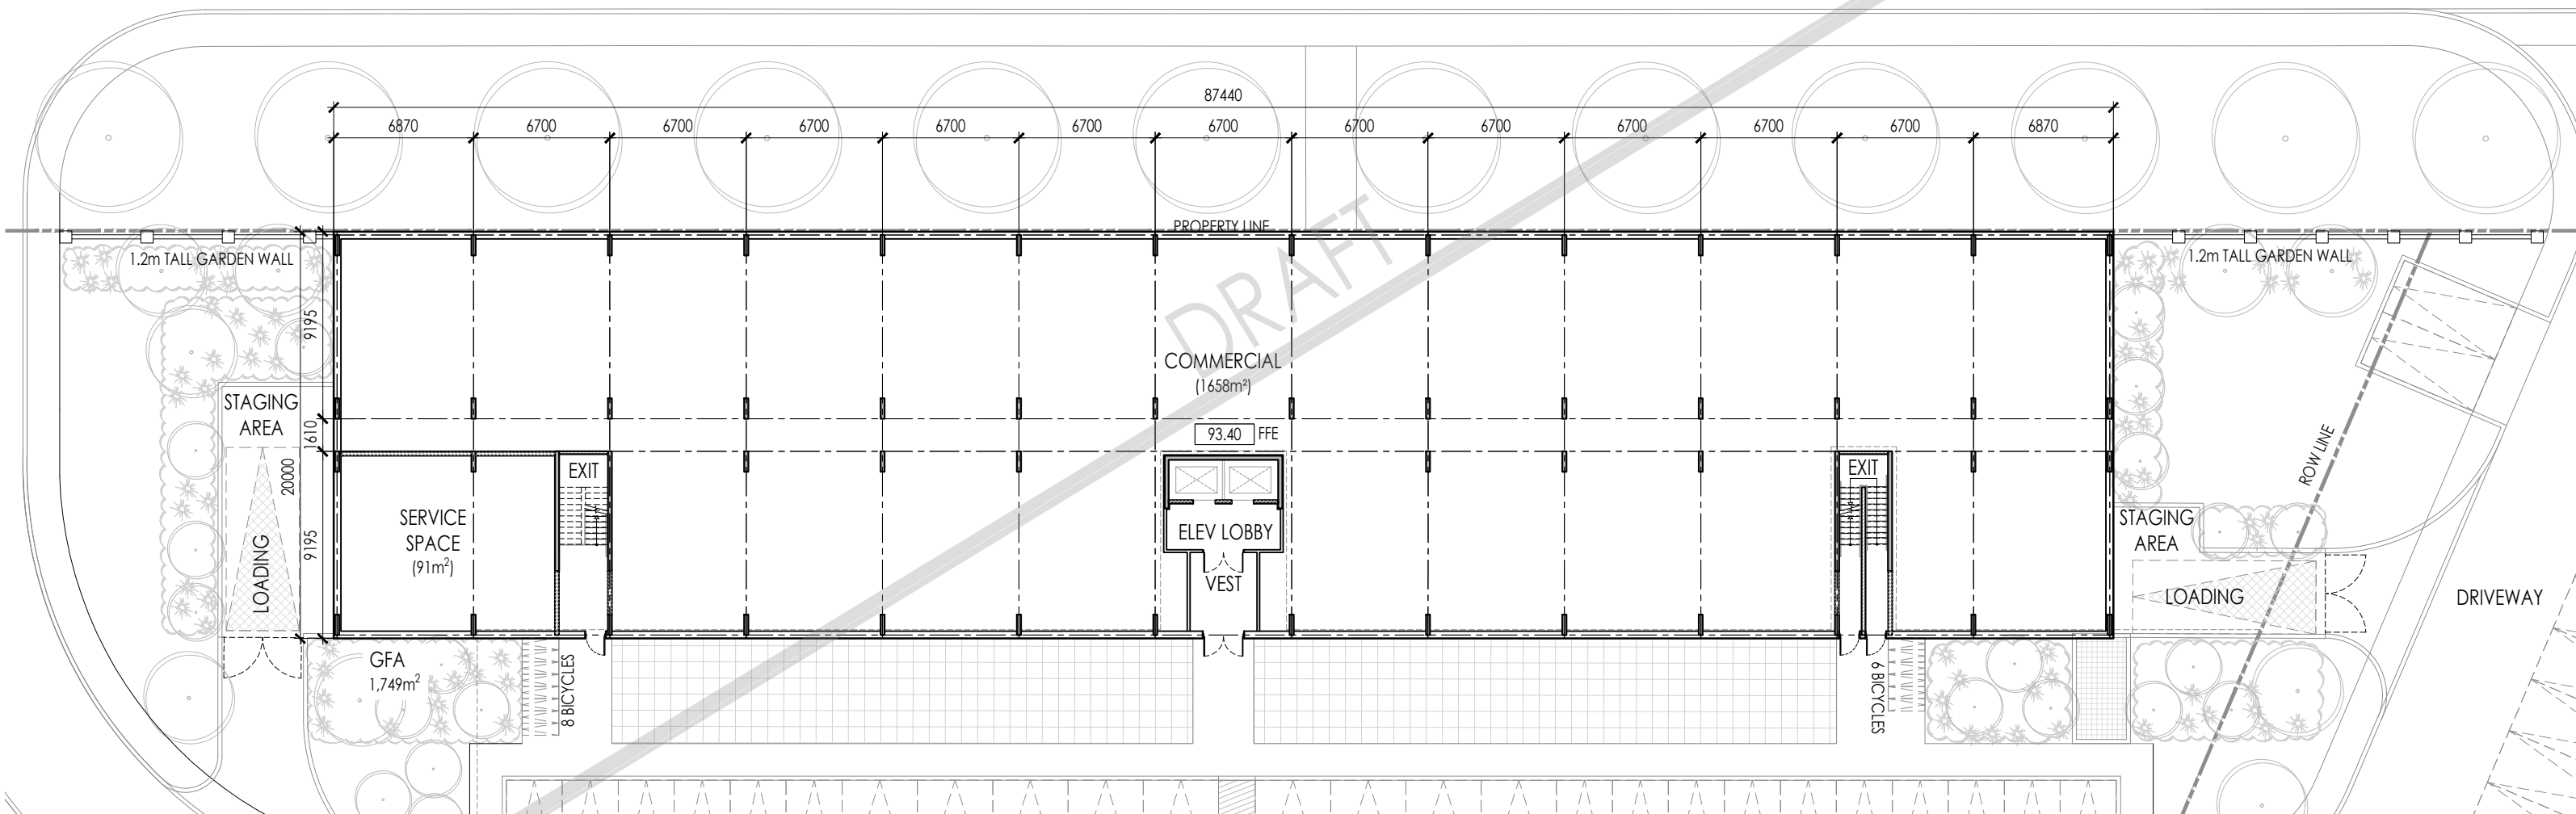 87440
6870 6700 6700 6700 6700 6700 6700 6700 6700 6700 6700 6700 6870
PROPERTY LINE
1.2m TALL GARDEN WALL
1.2m TALL GARDEN WALL
DRAFT
9195
COMMERCIAL
(1658m²)
STAGING
AREA
1610
93.40 FFE
ROW LINE
20000
EXIT
EXIT
SERVICE
SPACE
(91m²)
9195
LOADING
ELEV LOBBY
VEST
STAGING
AREA
LOADING
DRIVEWAY
GFA
1,749m²
8 BICYCLES
6 BICYCLES